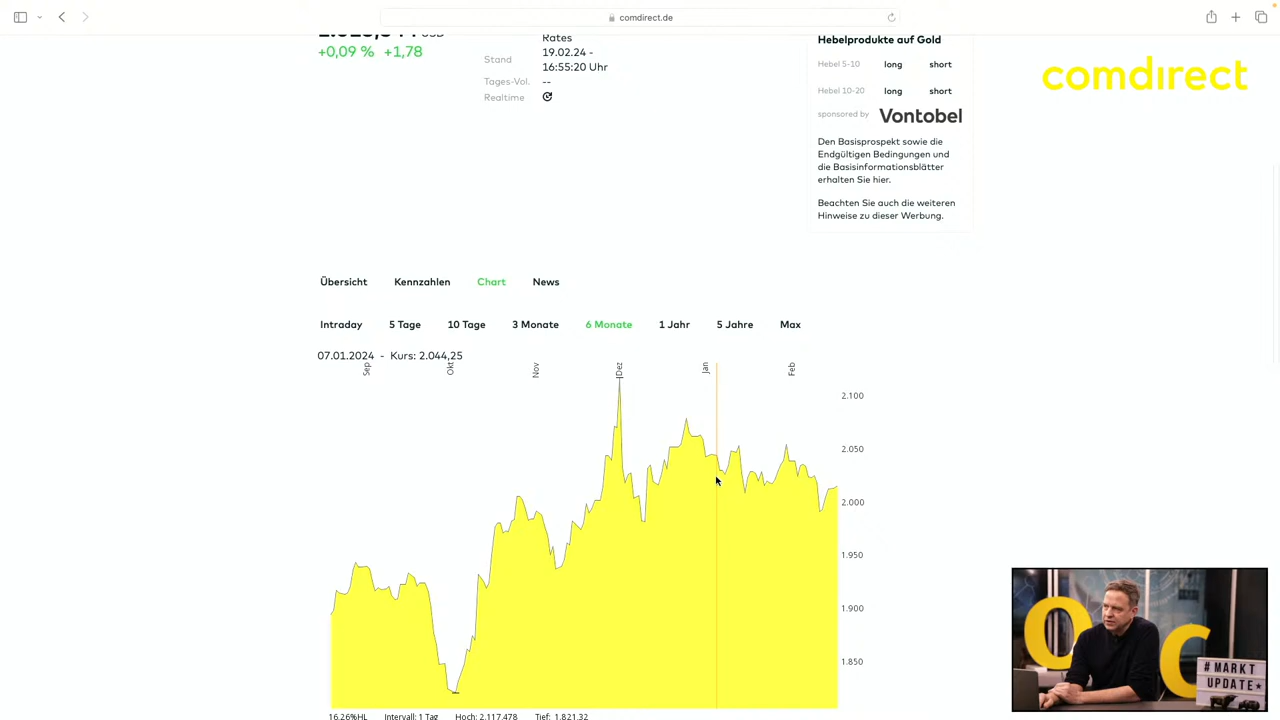 comdirect.de
USD
+0,09 % +1,78
Rates
Stand
19.02.24 -
16:55:20 Uhr
Tages-Vol. --
Realtime
Hebelprodukte auf Gold
Hebel 5-10 long short
Hebel 10-20 long short
sponsored by Vontobel
Den Basisprospekt sowie die
Endgültigen Bedingungen und
die Basisinformationsblätter
erhalten Sie hier.
Beachten Sie auch die weiteren
Hinweise zu dieser Werbung.
comdirect
Übersicht Kennzahlen Chart News
Intraday 5 Tage 10 Tage 3 Monate 6 Monate 1 Jahr 5 Jahre Max
07.01.2024 - Kurs: 2.044,25
Sep Okt Nov Dez Jan Feb
2.100
2.050
2.000
1.950
1.900
1.850
16.26%HL Intervall: 1 Tag Hoch: 2.117.478 Tief: 1.821.32
# MARKT
UPDATE